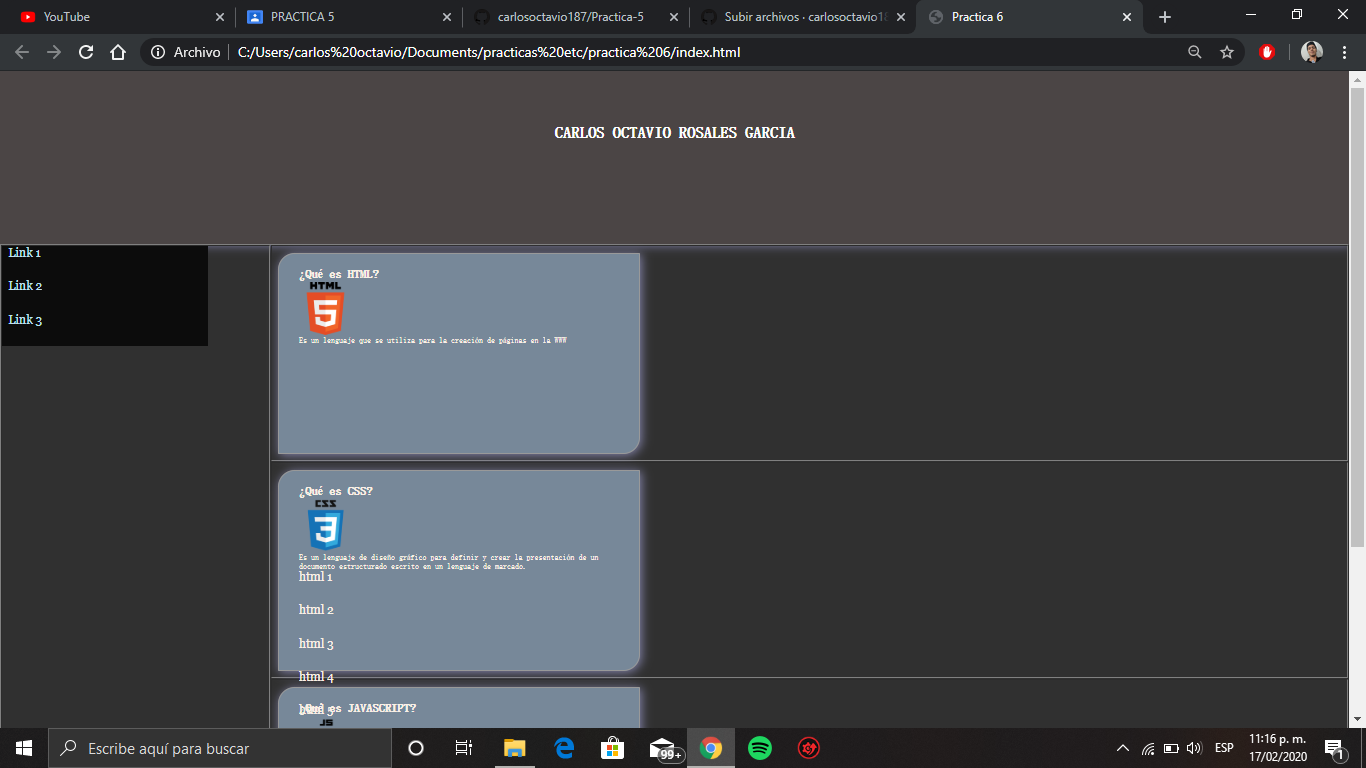 YouTube
PRACTICA 5
carlosoctavio187/Practica-5
Subir archivos · carlosoctavio18
Practica 6
Archivo
C:/Users/carlos%20octavio/Documents/practicas%20etc/practica%206/index.html
CARLOS OCTAVIO ROSALES GARCIA
Link 1
Link 2
Link 3
¿Qué es HTML?
HTML
5
Es un lenguaje que se utiliza para la creación de páginas en la WWW
¿Qué es CSS?
CSS
3
Es un lenguaje de diseño gráfico para definir y crear la presentación de un
documento estructurado escrito en un lenguaje de marcado.
html 1
html 2
html 3
html 4
html 5
¿Qué es JAVASCRIPT?
JS
Escribe aquí para buscar
99+
ESP
11:16 p. m.
17/02/2020
1